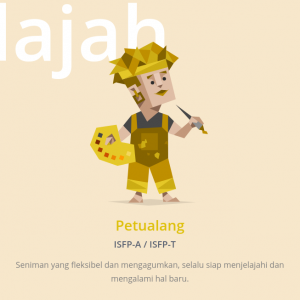 lajah
Petualang
ISFP-A / ISFP-T
Seniman yang fleksibel dan mengagumkan, selalu siap menjelajahi dan
mengalami hal baru.